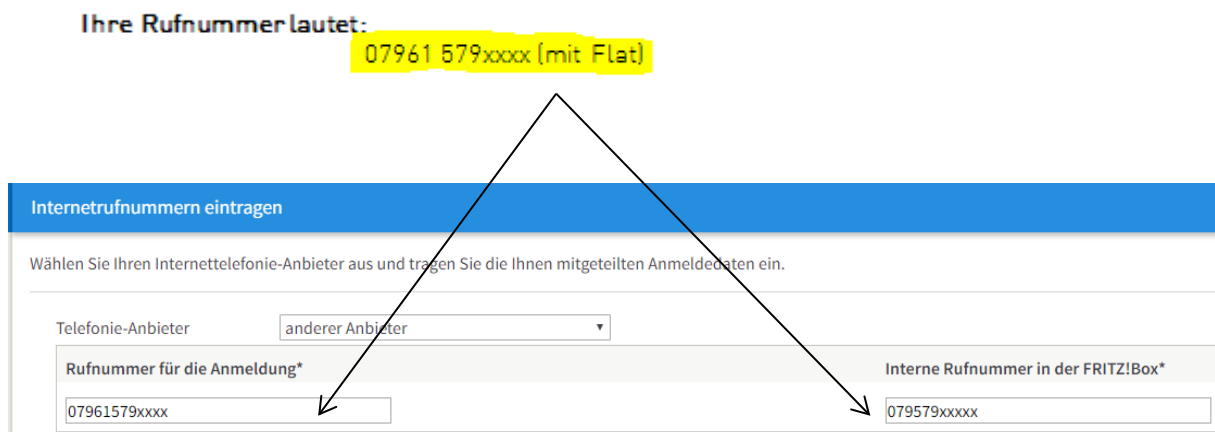 Ihre Rufnummer lautet:
07961 579xxxx (mit Flat)
Internetrufnummern eintragen
Wählen Sie Ihren Internettelefonie-Anbieter aus und tragen Sie die Ihnen mitgeteilten Anmeldedaten ein.
Telefonie-Anbieter anderer Anbieter
Rufnummer für die Anmeldung* Interne Rufnummer in der FRITZ!Box*
07961579xxxx 079579xxxxx